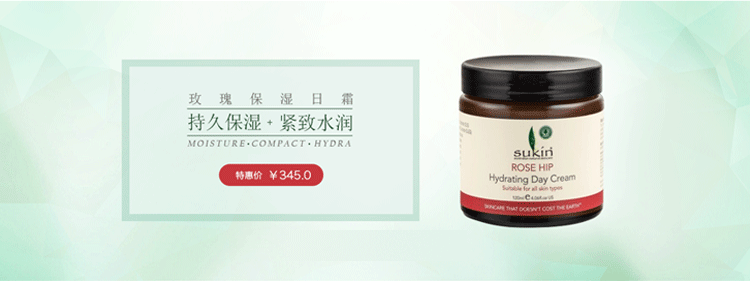 玫瑰保湿日霜
持久保湿 + 紧致水润
MOISTURE·COMPACT·HYDRA
特惠价 ￥345.0
sukin
ROSE HIP
Hydrating Day Cream
Suitable for all skin types
120ml
SKINCARE THAT DOESN'T COST THE EARTH